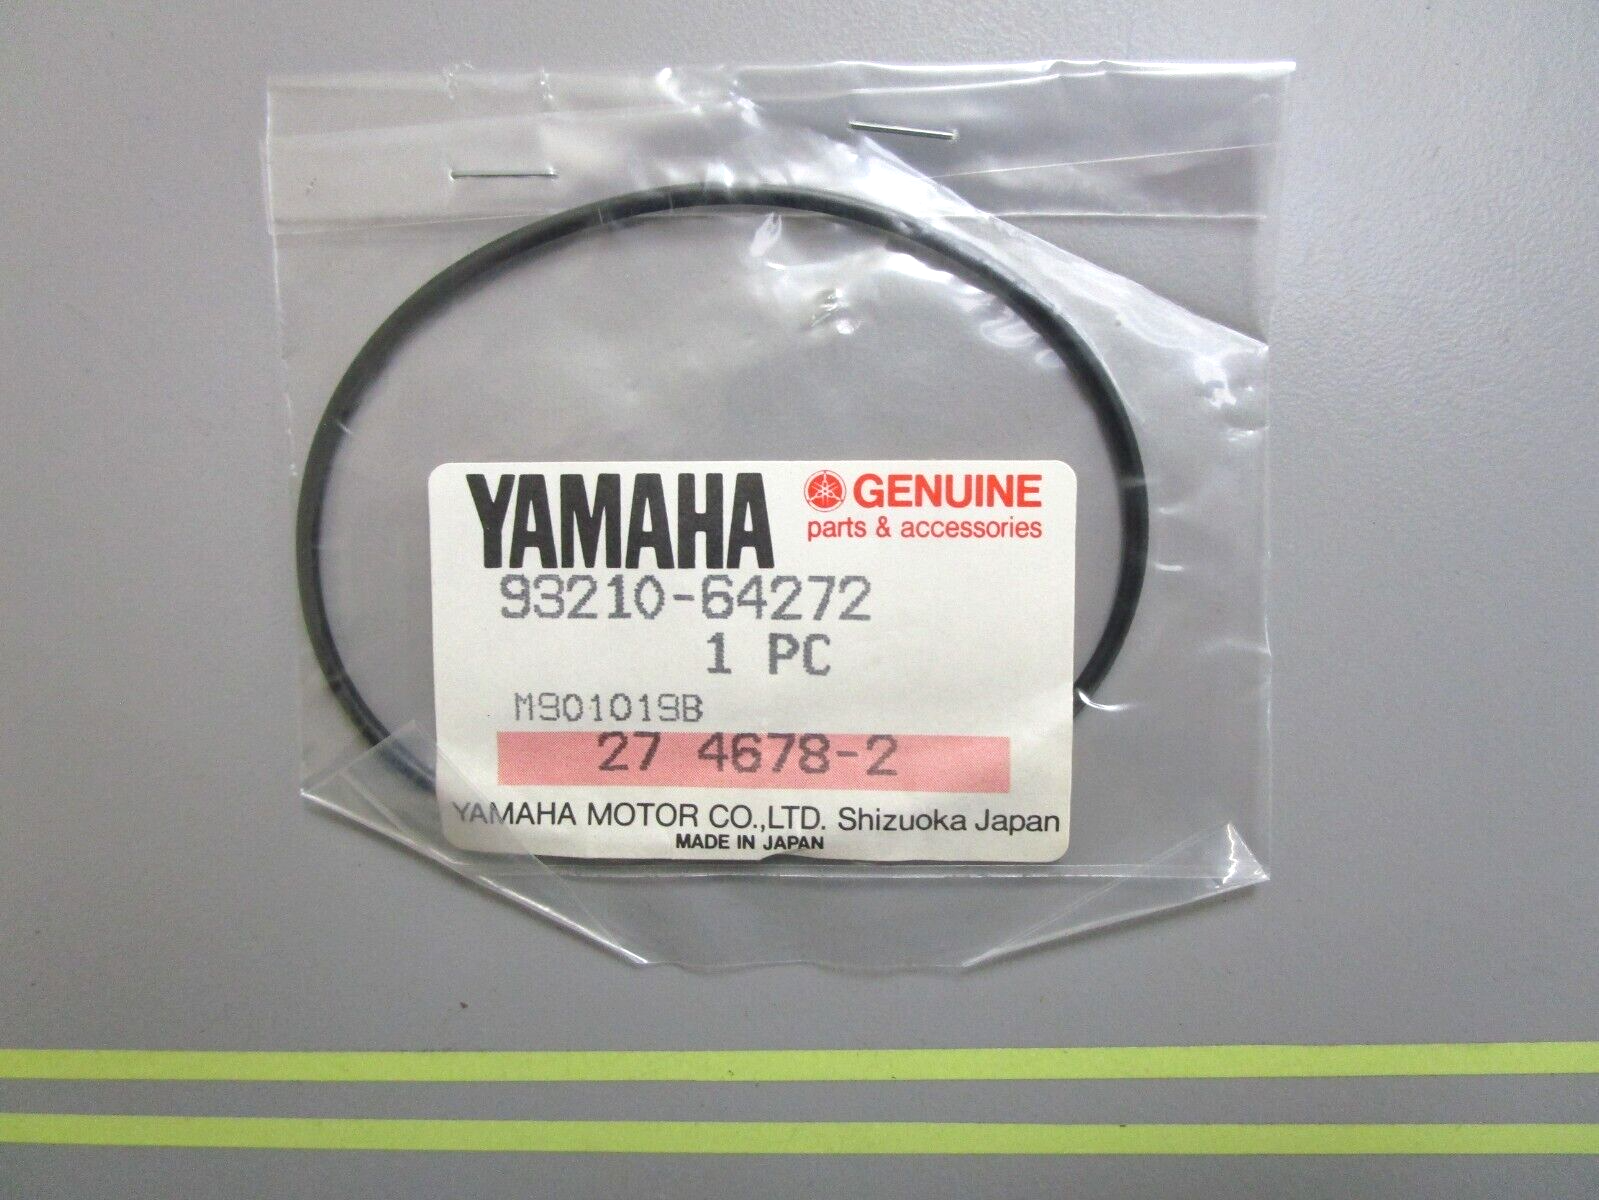 YAMAHA
GENUINE
parts & accessories
93210-64272
1 PC
M901019B
27 4678-2
YAMAHA MOTOR CO.,LTD. Shizuoka Japan
MADE IN JAPAN